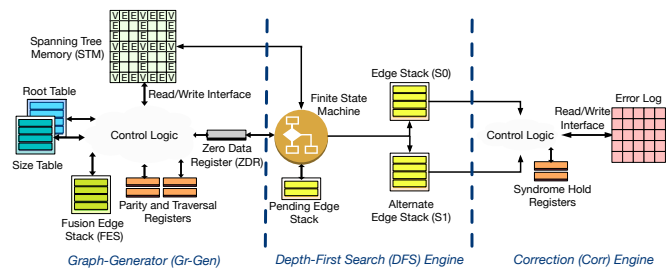 V E E V E E V E E V
E E E E
E E E E
V E E V E E V E E V
E E E E
E E E E
V E E V E E V E E V
Spanning Tree
Memory (STM)
Read/Write Interface
Root Table
Size Table
Control Logic
Zero Data
Register (ZDR)
Fusion Edge
Stack (FES)
Parity and Traversal
Registers
Graph-Generator (Gr-Gen)
Finite State
Machine
Pending Edge
Stack
Edge Stack (S0)
Alternate
Edge Stack (S1)
Depth-First Search (DFS) Engine
Control Logic
Read/Write
Interface
Error Log
Syndrome Hold
Registers
Correction (Corr) Engine